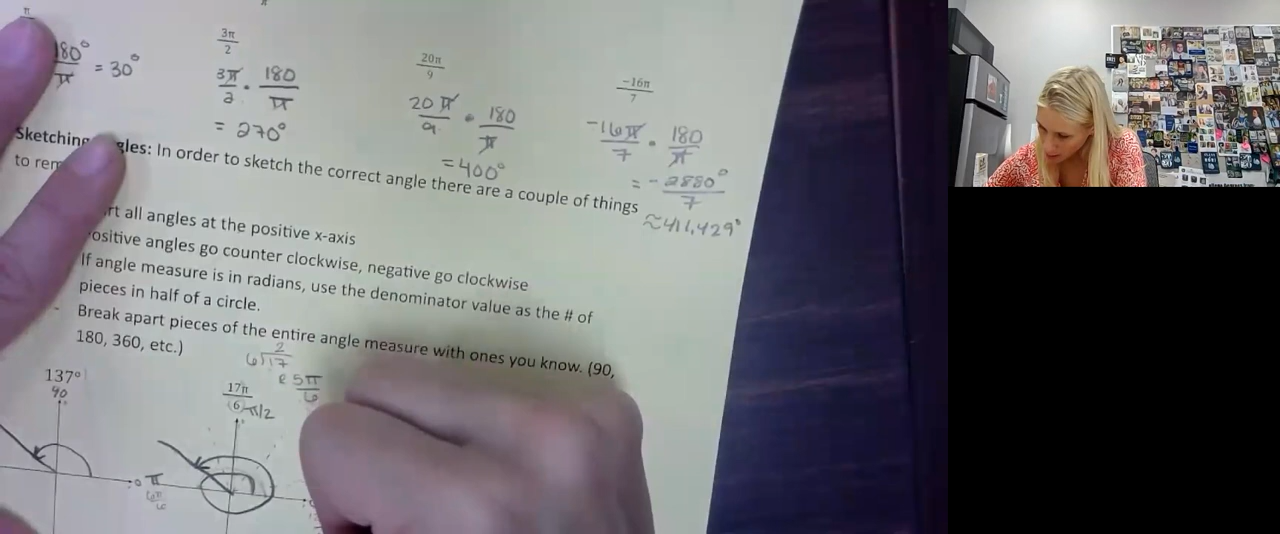 π
180°
π = 30°
3π
2
3π/2 · 180/π
= 270°
20π
9
20π/9 · 180/π
= 400°
-16π
7
-16π/7 · 180/π
= -2880°/7
≈411.429°
Sketching gles: In order to sketch the correct angle there are a couple of things
to rem
rt all angles at the positive x-axis
ositive angles go counter clockwise, negative go clockwise
If angle measure is in radians, use the denominator value as the # of
pieces in half of a circle.
- Break apart pieces of the entire angle measure with ones you know. (90,
180, 360, etc.)
137°
90
2
6)17
R 5π/6
17π
6
π/2
0
π
6π
6